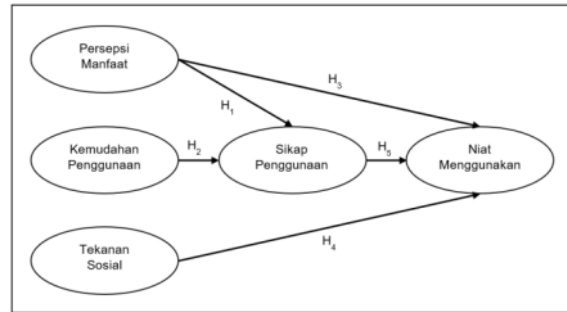 Persepsi
Manfaat
H3
H1
Kemudahan
Penggunaan
H2
Sikap
Penggunaan
H5
Niat
Menggunakan
Tekanan
Sosial
H4